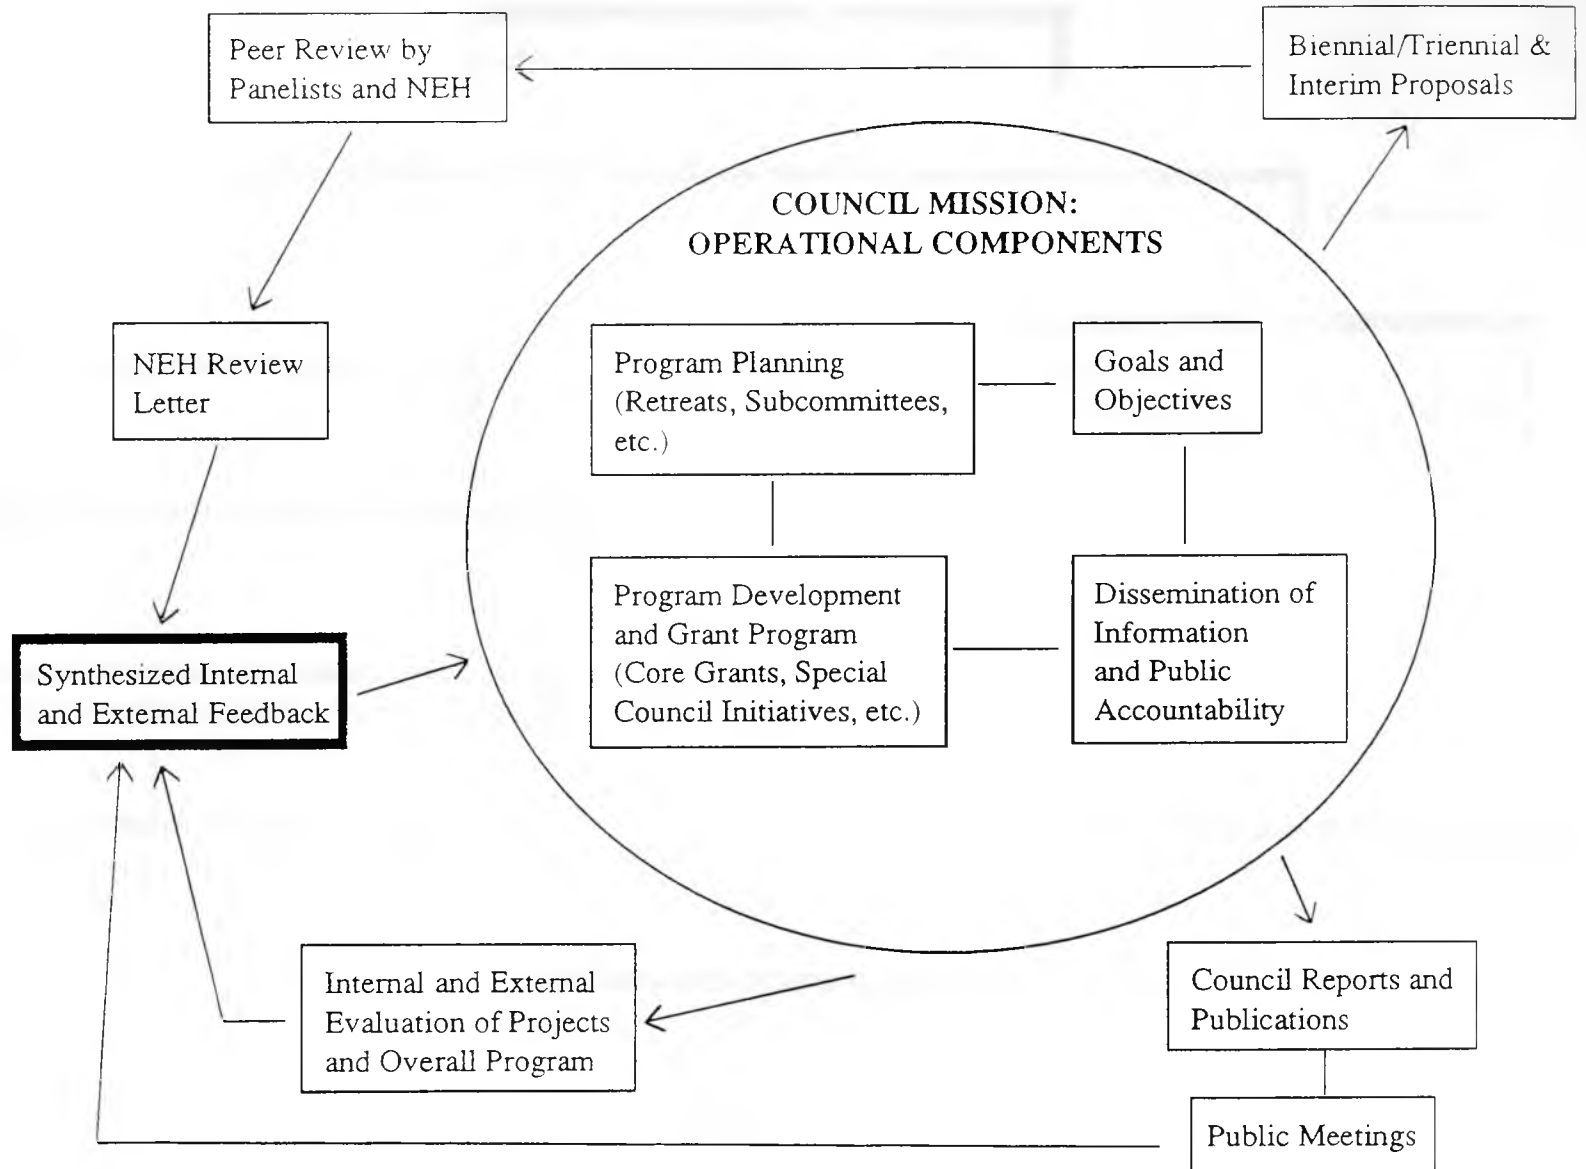 Peer Review by
Panelists and NEH
Biennial/Triennial &
Interim Proposals
COUNCIL MISSION:
OPERATIONAL COMPONENTS
NEH Review
Letter
Program Planning
(Retreats, Subcommittees,
etc.)
Goals and
Objectives
Program Development
and Grant Program
(Core Grants, Special
Council Initiatives, etc.)
Dissemination of
Information
and Public
Accountability
Synthesized Internal
and External Feedback
Internal and External
Evaluation of Projects
and Overall Program
Council Reports and
Publications
Public Meetings